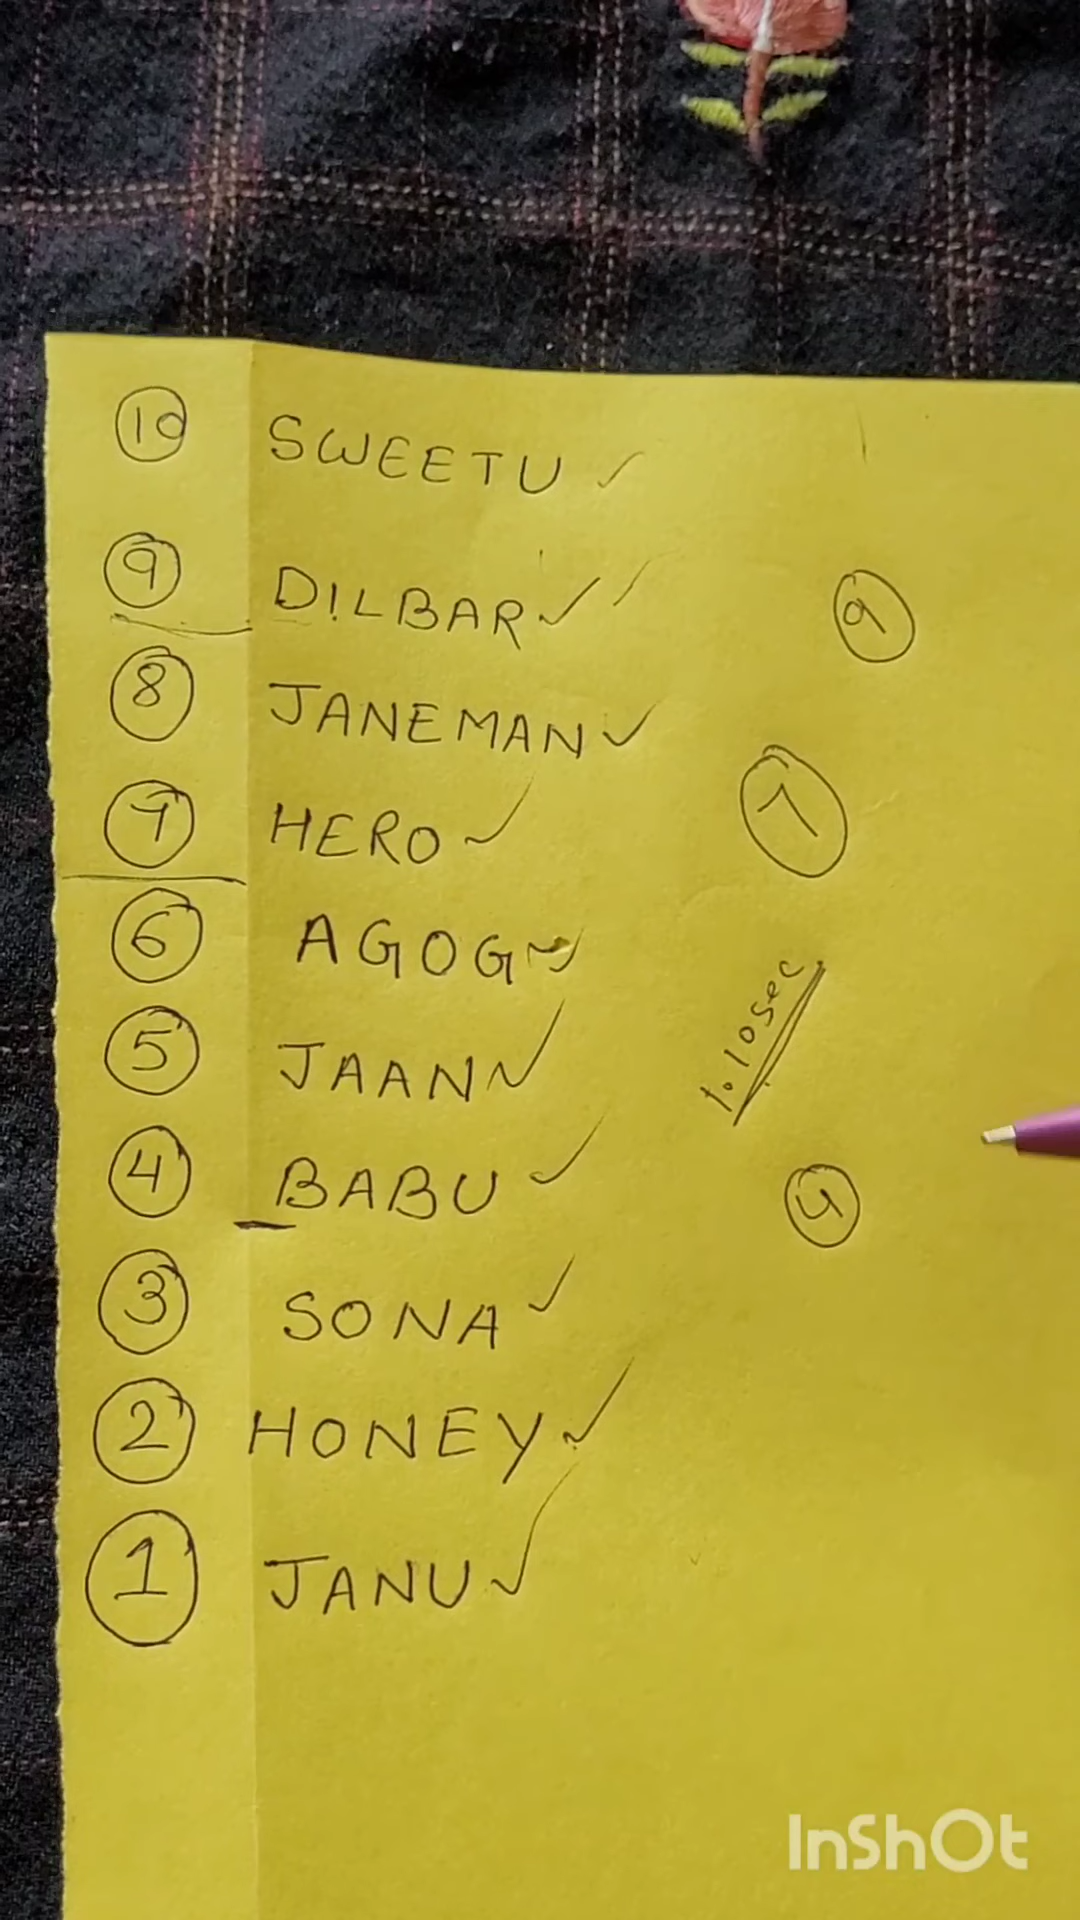 10 SWEETU
9 DILBAR 9
8 JANEMAN
7 HERO 7
6 AGOG
5 JAAN
1.10sec
4 BABU 4
3 SONA
2 HONEY
1 JANU
InShOt